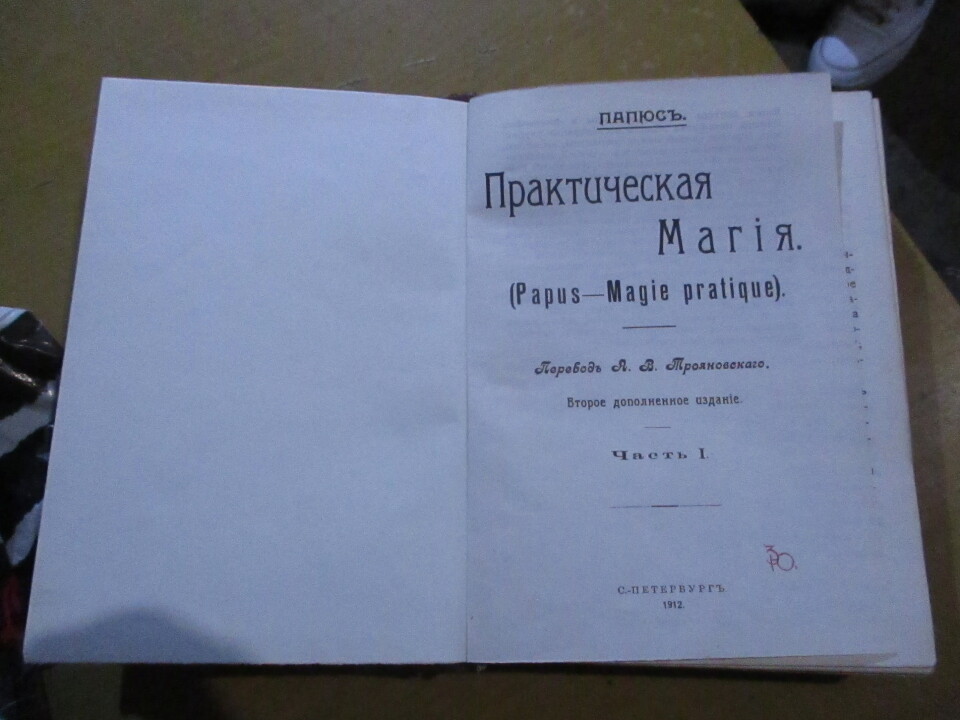 ПАПЮСЪ.
Практическая
Магія.
(Papus—Magie pratique).
Переводъ А. В. Трояновскаго.
Второе дополненное изданіе.
Часть I.
С.-ПЕТЕРБУРГЪ
1912.